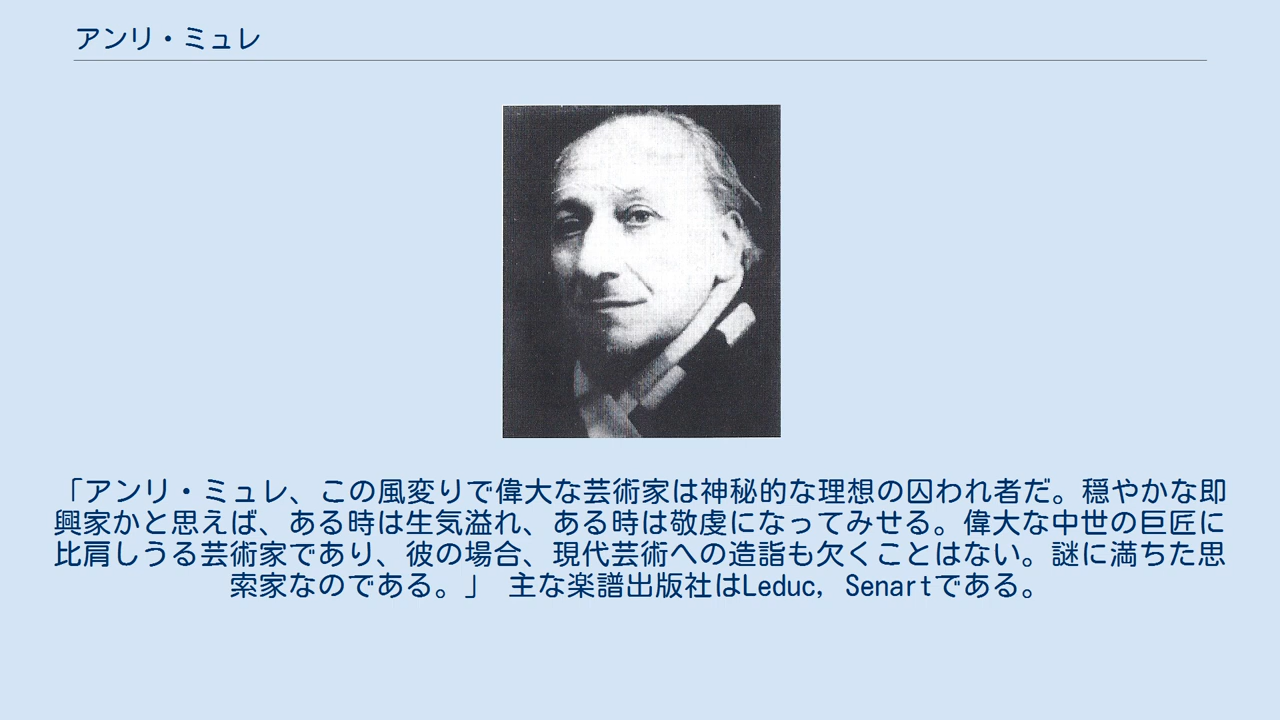 アンリ・ミュレ
「アンリ・ミュレ、この風変りで偉大な芸術家は神秘的な理想の囚われ者だ。穏やかな即
興家かと思えば、ある時は生気溢れ、ある時は敬虔になってみせる。偉大な中世の巨匠に
比肩しうる芸術家であり、彼の場合、現代芸術への造詣も欠くことはない。謎に満ちた思
索家なのである。」 主な楽譜出版社はLeduc, Senartである。